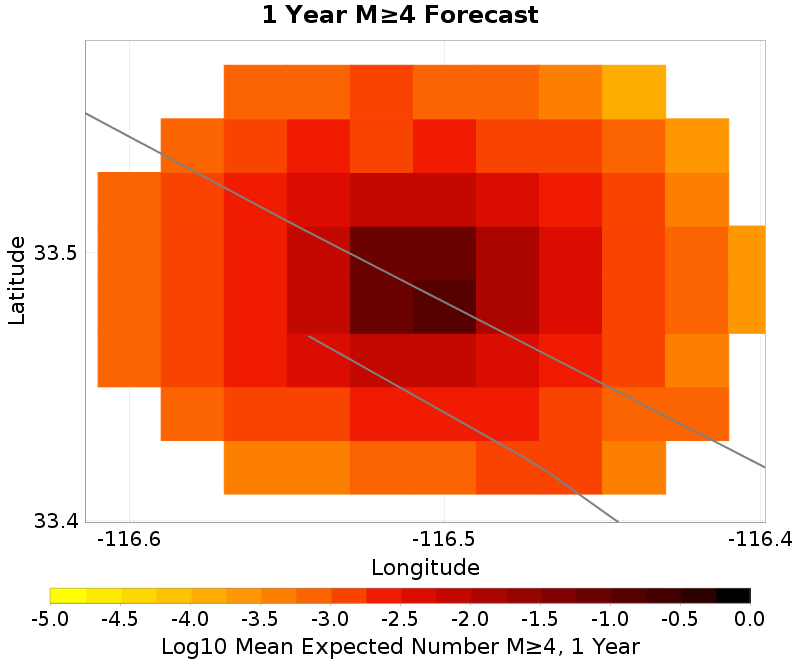 1 Year M≥4 Forecast
Latitude
33.5
33.4
-116.6 -116.5 -116.4
Longitude
-5.0 -4.5 -4.0 -3.5 -3.0 -2.5 -2.0 -1.5 -1.0 -0.5 0.0
Log10 Mean Expected Number M≥4, 1 Year